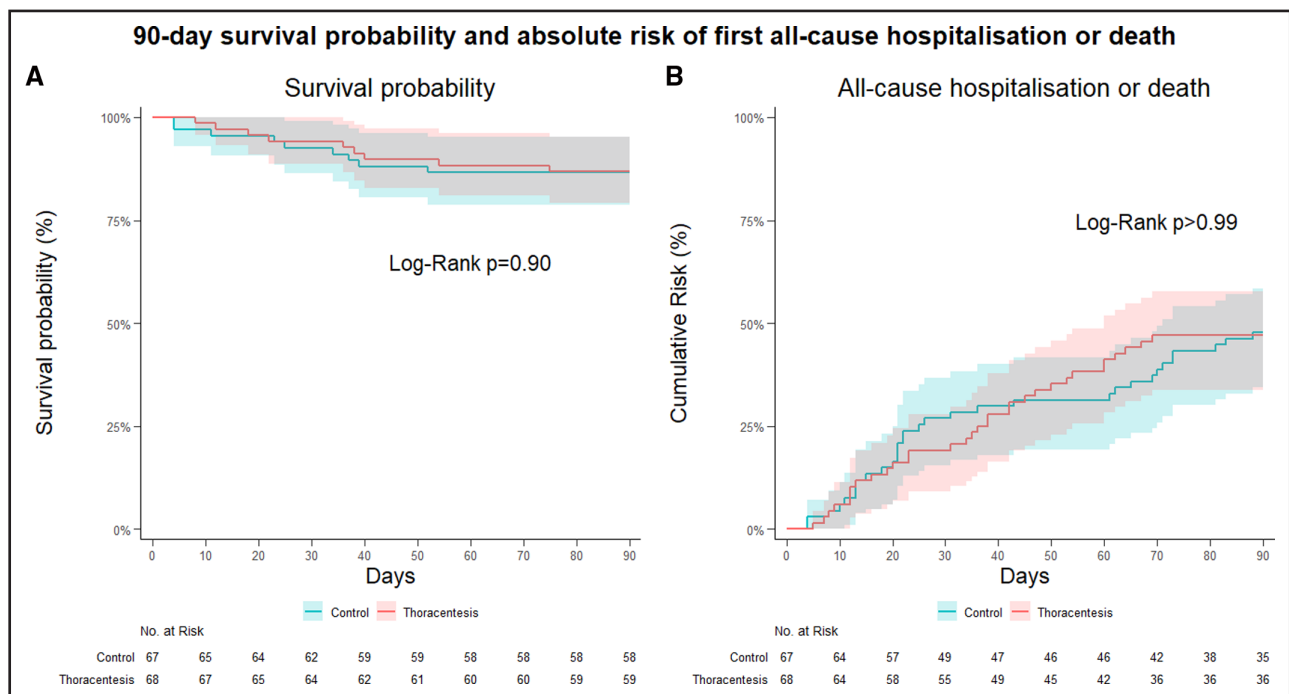 90-day survival probability and absolute risk of first all-cause hospitalisation or death
A
Survival probability
Survival probability (%)
100%
75%
50%
25%
0%
Log-Rank p=0.90
0 10 20 30 40 50 60 70 80 90
Days
Control Thoracentesis
No. at Risk
Control 67 65 64 62 59 59 58 58 58 58
Thoracentesis 68 67 65 64 62 61 60 60 59 59
B
All-cause hospitalisation or death
Cumulative Risk (%)
100%
75%
50%
25%
0%
Log-Rank p>0.99
0 10 20 30 40 50 60 70 80 90
Days
Control Thoracentesis
No. at Risk
Control 67 64 57 49 47 46 46 42 38 35
Thoracentesis 68 64 58 55 49 45 42 36 36 36